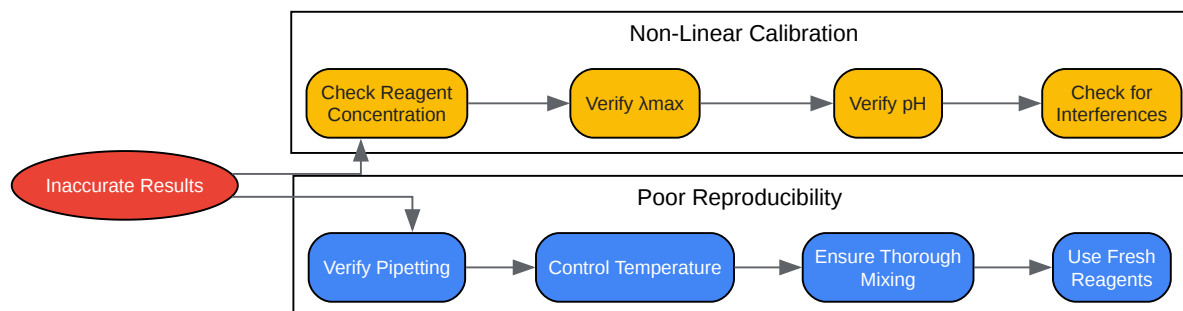 Non-Linear Calibration
Check Reagent
Concentration
Verify λmax
Verify pH
Check for
Interferences
Inaccurate Results
Poor Reproducibility
Verify Pipetting
Control Temperature
Ensure Thorough
Mixing
Use Fresh
Reagents